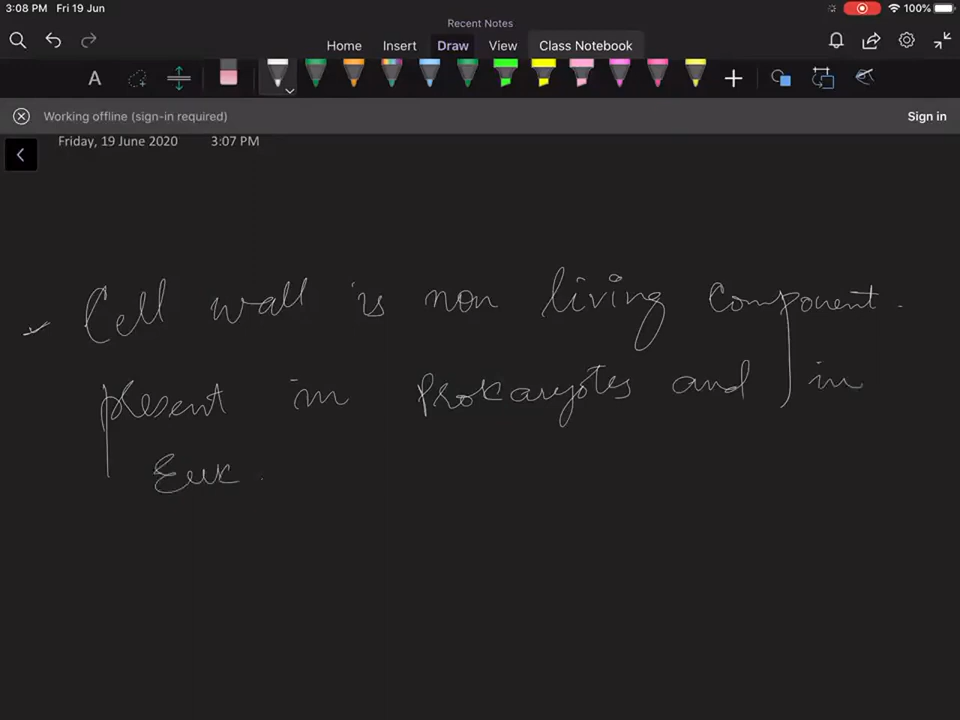 3:08 PM Fri 19 Jun 100%
Recent Notes
Home Insert Draw View Class Notebook
A
Working offline (sign-in required) Sign in
Friday, 19 June 2020 3:07 PM
Cell wall is non living component.
present in Prokaryotes and in
Euk.